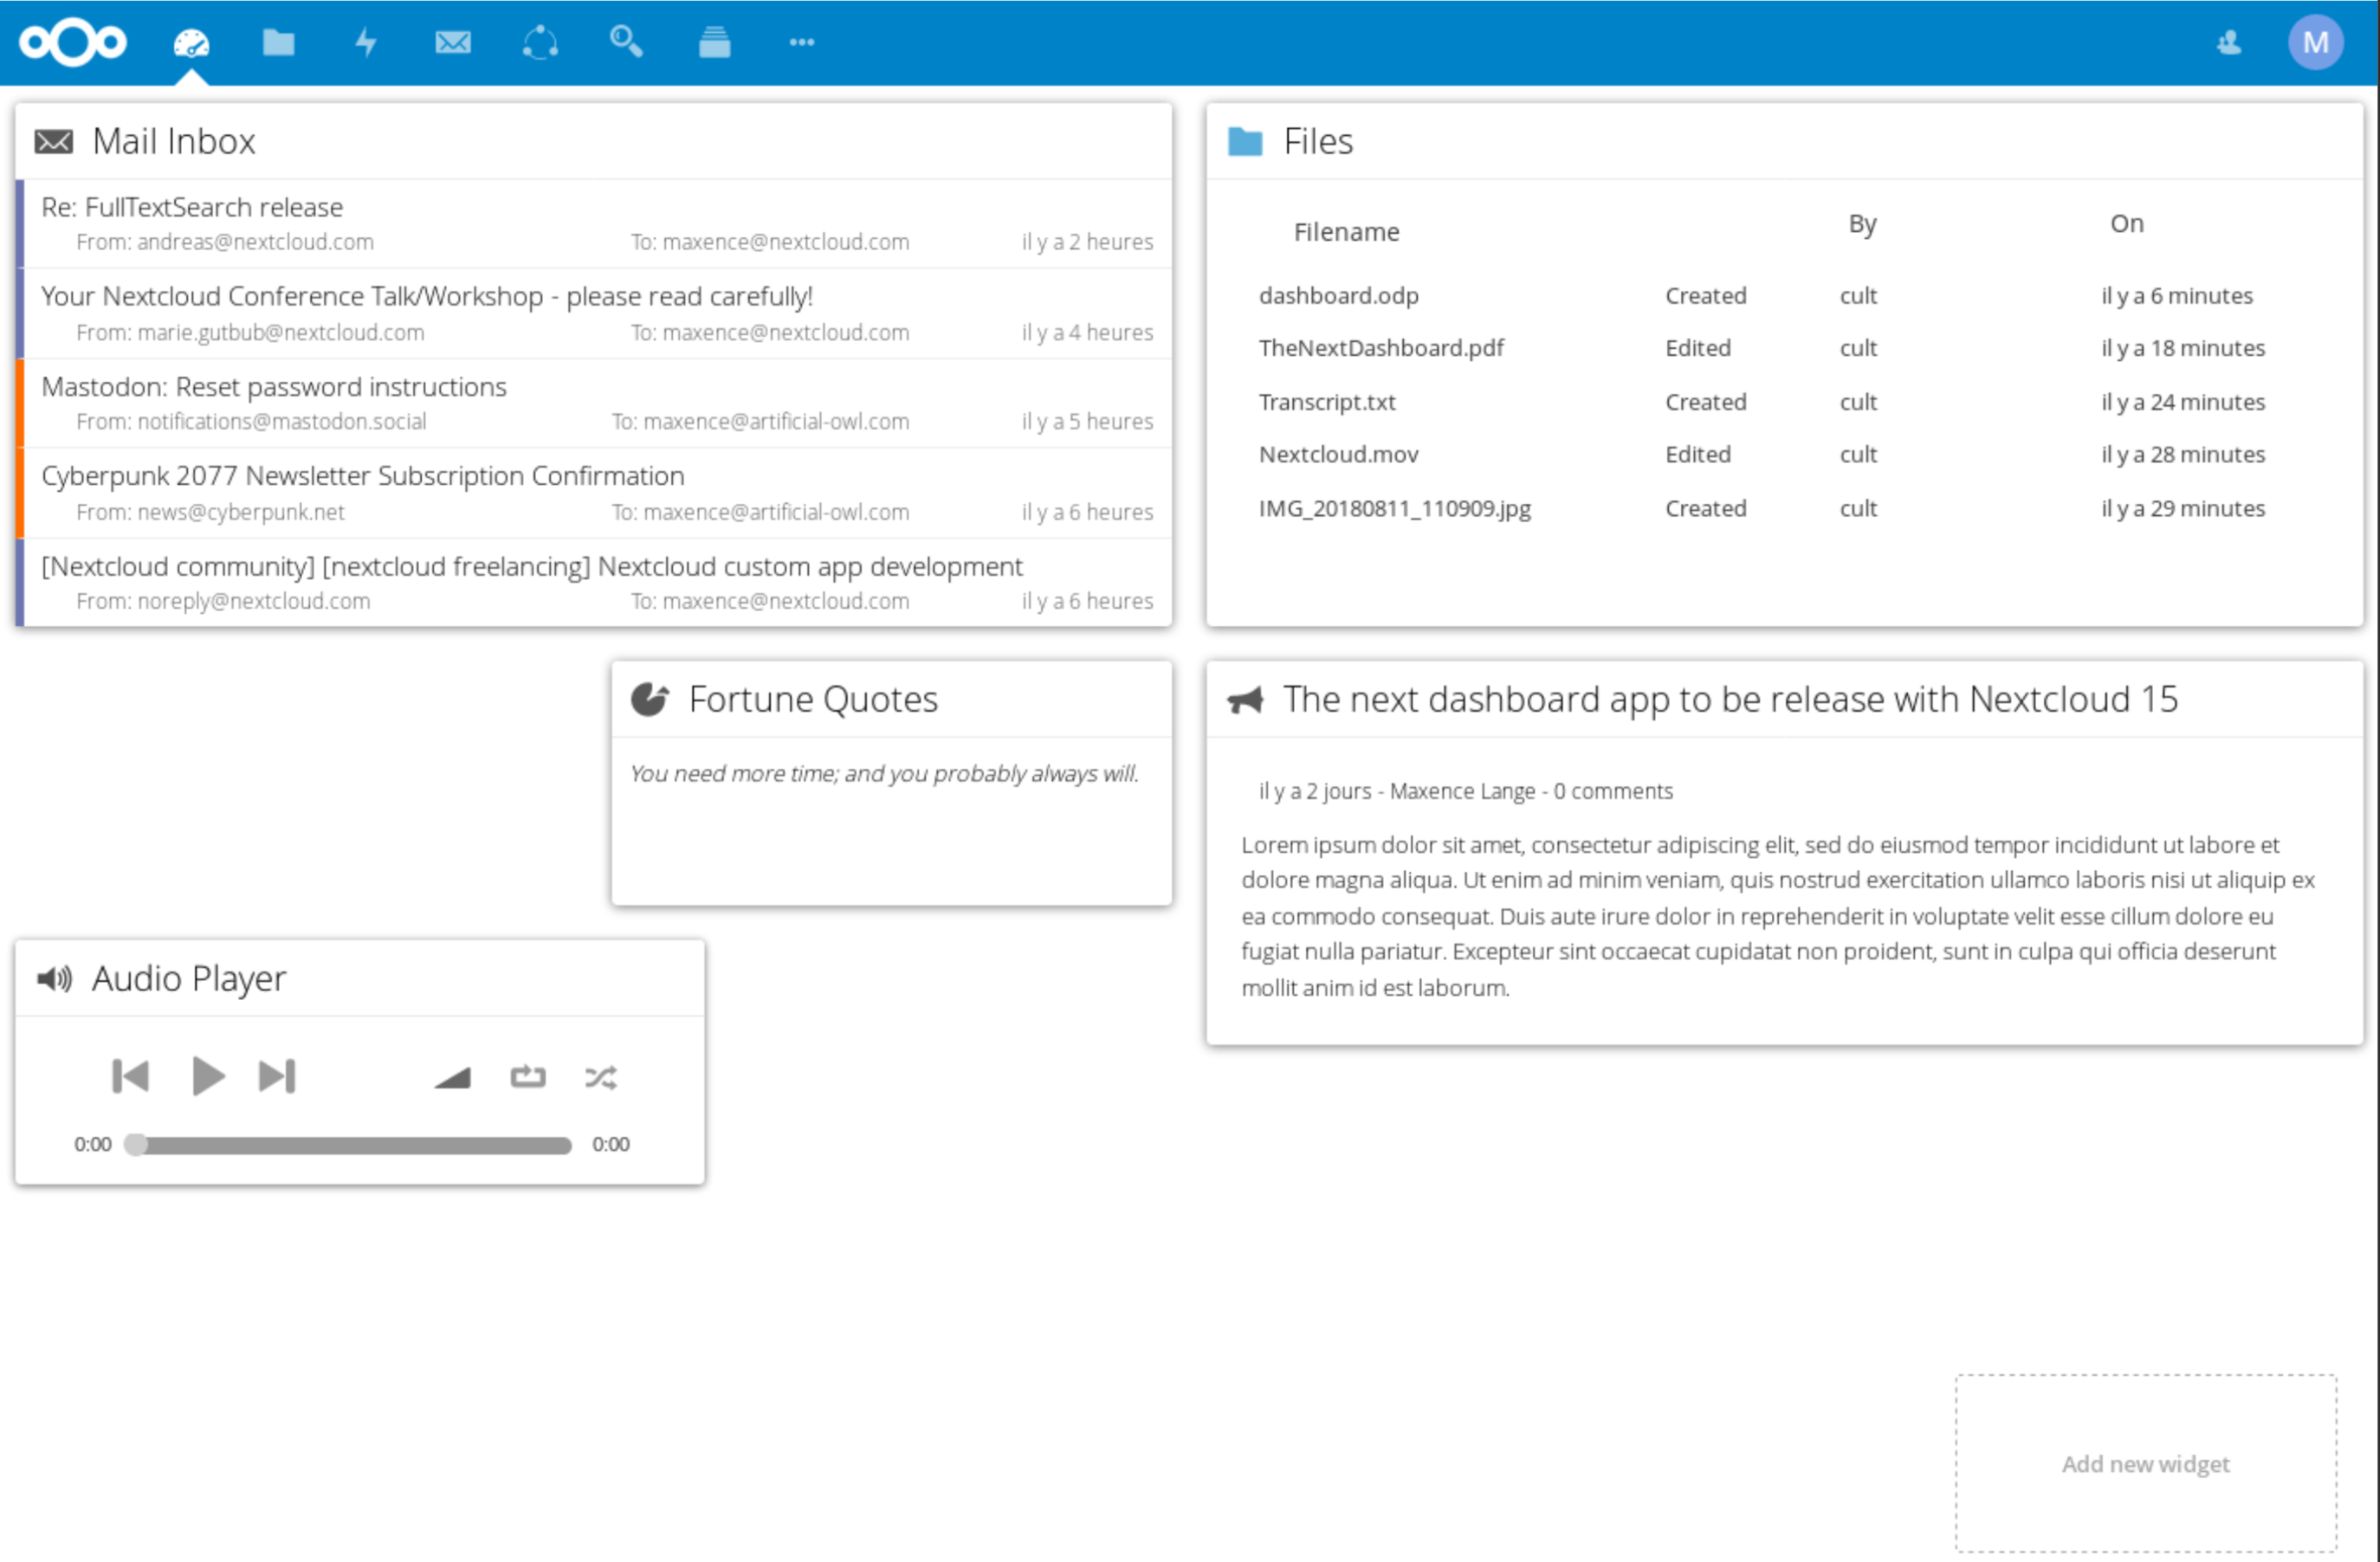 M
Mail Inbox
Re: FullTextSearch release
From: andreas@nextcloud.com To: maxence@nextcloud.com il y a 2 heures
Your Nextcloud Conference Talk/Workshop - please read carefully!
From: marie.gutbub@nextcloud.com To: maxence@nextcloud.com il y a 4 heures
Mastodon: Reset password instructions
From: notifications@mastodon.social To: maxence@artificial-owl.com il y a 5 heures
Cyberpunk 2077 Newsletter Subscription Confirmation
From: news@cyberpunk.net To: maxence@artificial-owl.com il y a 6 heures
[Nextcloud community] [nextcloud freelancing] Nextcloud custom app development
From: noreply@nextcloud.com To: maxence@nextcloud.com il y a 6 heures
Files
Filename By On
dashboard.odp Created cult il y a 6 minutes
TheNextDashboard.pdf Edited cult il y a 18 minutes
Transcript.txt Created cult il y a 24 minutes
Nextcloud.mov Edited cult il y a 28 minutes
IMG_20180811_110909.jpg Created cult il y a 29 minutes
Fortune Quotes
You need more time; and you probably always will.
The next dashboard app to be release with Nextcloud 15
il y a 2 jours - Maxence Lange - 0 comments
Lorem ipsum dolor sit amet, consectetur adipiscing elit, sed do eiusmod tempor incididunt ut labore et
dolore magna aliqua. Ut enim ad minim veniam, quis nostrud exercitation ullamco laboris nisi ut aliquip ex
ea commodo consequat. Duis aute irure dolor in reprehenderit in voluptate velit esse cillum dolore eu
fugiat nulla pariatur. Excepteur sint occaecat cupidatat non proident, sunt in culpa qui officia deserunt
mollit anim id est laborum.
Audio Player
0:00 0:00
Add new widget